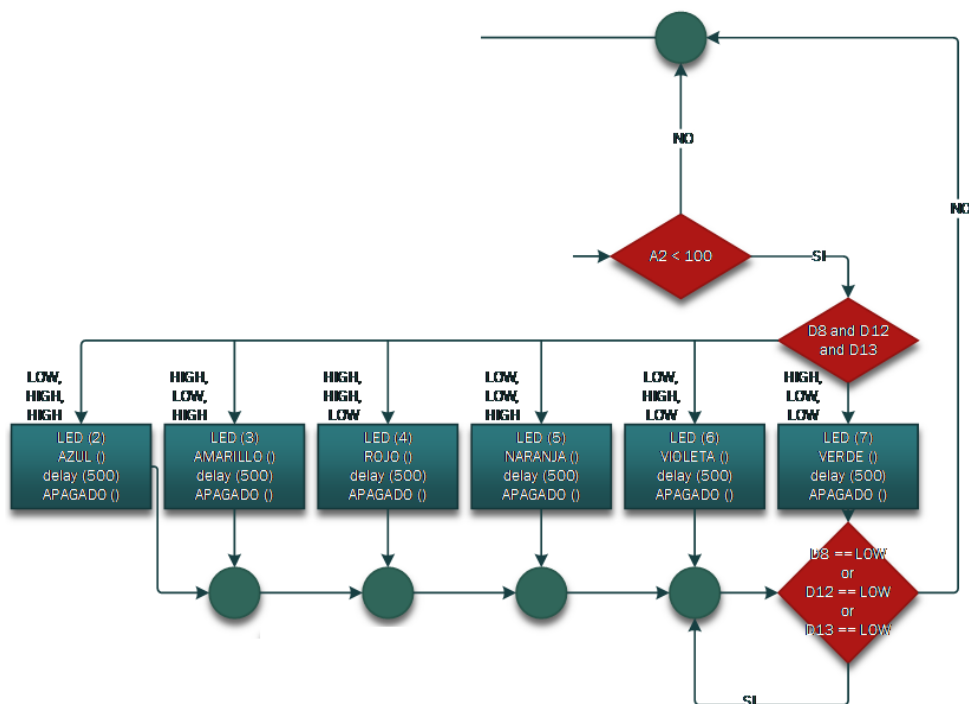 NO
NO
A2 < 100
SI
D8 and D12
and D13
LOW,
HIGH,
HIGH
HIGH,
LOW,
HIGH
HIGH,
HIGH,
LOW
LOW,
LOW,
HIGH
LOW,
HIGH,
LOW
HIGH,
LOW,
LOW
LED (2)
AZUL ()
delay (500)
APAGADO ()
LED (3)
AMARILLO ()
delay (500)
APAGADO ()
LED (4)
ROJO ()
delay (500)
APAGADO ()
LED (5)
NARANJA ()
delay (500)
APAGADO ()
LED (6)
VIOLETA ()
delay (500)
APAGADO ()
LED (7)
VERDE ()
delay (500)
APAGADO ()
D8 == LOW
or
D12 == LOW
or
D13 == LOW
SI